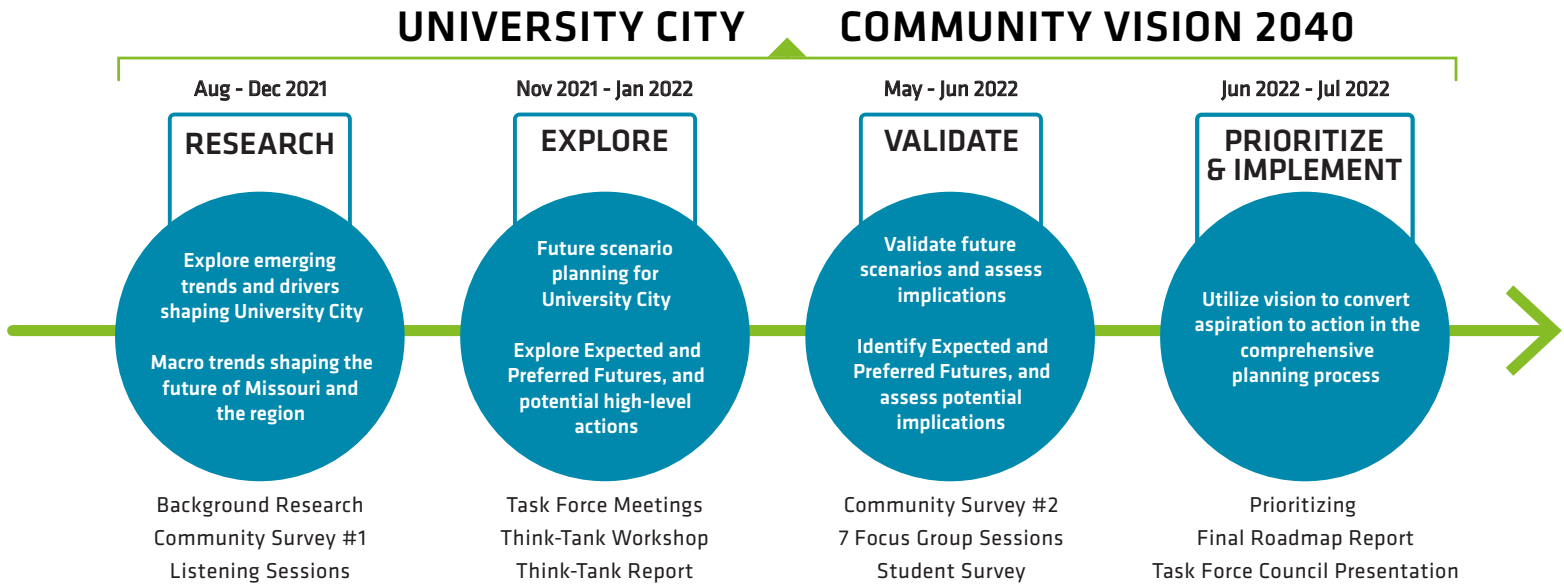 UNIVERSITY CITY COMMUNITY VISION 2040
Aug - Dec 2021
RESEARCH
Explore emerging
trends and drivers
shaping University City
Macro trends shaping the
future of Missouri and
the region
Background Research
Community Survey #1
Listening Sessions
Nov 2021 - Jan 2022
EXPLORE
Future scenario
planning for
University City
Explore Expected and
Preferred Futures, and
potential high-level
actions
Task Force Meetings
Think-Tank Workshop
Think-Tank Report
May - Jun 2022
VALIDATE
Validate future
scenarios and assess
implications
Identify Expected and
Preferred Futures, and
assess potential
implications
Community Survey #2
7 Focus Group Sessions
Student Survey
Jun 2022 - Jul 2022
PRIORITIZE
& IMPLEMENT
Utilize vision to convert
aspiration to action in the
comprehensive
planning process
Prioritizing
Final Roadmap Report
Task Force Council Presentation